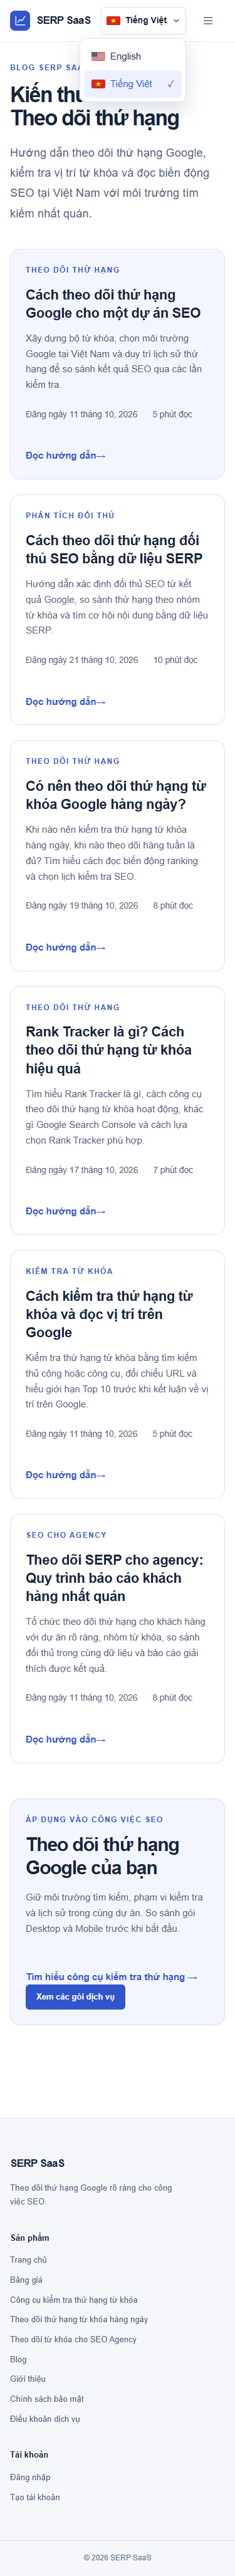 SERP SaaS
Tiếng Việt
English
Tiếng Việt
BLOG SERP
Kiến
Theo dõi thứ hạng
Hướng dẫn theo dõi thứ hạng Google,
kiểm tra vị trí từ khóa và đọc biến động
SEO tại Việt Nam với môi trường tìm
kiếm nhất quán.
THEO DÕI THỨ HẠNG
Cách theo dõi thứ hạng
Google cho một dự án SEO
Xây dựng bộ từ khóa, chọn môi trường
Google tại Việt Nam và duy trì lịch sử thứ
hạng để so sánh kết quả SEO qua các lần
kiểm tra.
Đăng ngày 11 tháng 10, 2026 5 phút đọc
Đọc hướng dẫn→
PHÂN TÍCH ĐỐI THỦ
Cách theo dõi thứ hạng đối
thủ SEO bằng dữ liệu SERP
Hướng dẫn xác định đối thủ SEO từ kết
quả Google, so sánh thứ hạng theo nhóm
từ khóa và tìm cơ hội nội dung bằng dữ liệu
SERP.
Đăng ngày 21 tháng 10, 2026 10 phút đọc
Đọc hướng dẫn→
THEO DÕI THỨ HẠNG
Có nên theo dõi thứ hạng từ
khóa Google hàng ngày?
Khi nào nên kiểm tra thứ hạng từ khóa
hàng ngày, khi nào theo dõi hàng tuần là
đủ? Tìm hiểu cách đọc biến động ranking
và chọn lịch kiểm tra SEO.
Đăng ngày 19 tháng 10, 2026 8 phút đọc
Đọc hướng dẫn→
THEO DÕI THỨ HẠNG
Rank Tracker là gì? Cách
theo dõi thứ hạng từ khóa
hiệu quả
Tìm hiểu Rank Tracker là gì, cách công cụ
theo dõi thứ hạng từ khóa hoạt động, khác
gì Google Search Console và cách lựa
chọn Rank Tracker phù hợp.
Đăng ngày 17 tháng 10, 2026 7 phút đọc
Đọc hướng dẫn→
KIỂM TRA TỪ KHÓA
Cách kiểm tra thứ hạng từ
khóa và đọc vị trí trên
Google
Kiểm tra thứ hạng từ khóa bằng tìm kiếm
thủ công hoặc công cụ, đối chiếu URL và
hiểu giới hạn Top 10 trước khi kết luận về vị
trí trên Google.
Đăng ngày 11 tháng 10, 2026 5 phút đọc
Đọc hướng dẫn→
SEO CHO AGENCY
Theo dõi SERP cho agency:
Quy trình báo cáo khách
hàng nhất quán
Tổ chức theo dõi thứ hạng cho khách hàng
với dự án rõ ràng, nhóm từ khóa, so sánh
đối thủ trong cùng dữ liệu và báo cáo giải
thích được kết quả.
Đăng ngày 11 tháng 10, 2026 8 phút đọc
Đọc hướng dẫn→
ÁP DỤNG VÀO CÔNG VIỆC SEO
Theo dõi thứ hạng
Google của bạn
Giữ môi trường tìm kiếm, phạm vi kiểm tra
và lịch sử trong cùng dự án. So sánh gói
Desktop và Mobile trước khi bắt đầu.
Tìm hiểu công cụ kiểm tra thứ hạng →
Xem các gói dịch vụ
SERP SaaS
Theo dõi thứ hạng Google rõ ràng cho công
việc SEO.
Sản phẩm
Trang chủ
Bảng giá
Công cụ kiểm tra thứ hạng từ khóa
Theo dõi thứ hạng từ khóa hàng ngày
Theo dõi từ khóa cho SEO Agency
Blog
Giới thiệu
Chính sách bảo mật
Điều khoản dịch vụ
Tài khoản
Đăng nhập
Tạo tài khoản
© 2026 SERP SaaS